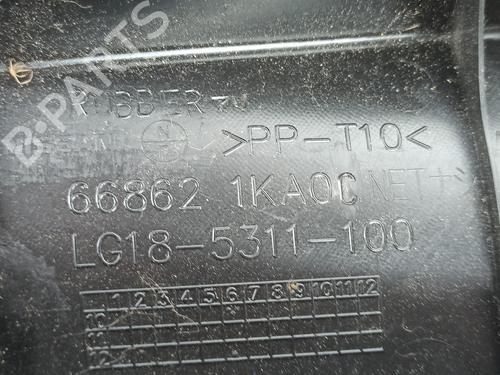 B-PARTS
RUBBER
>PP-T10<
66862 1KA0C NET
LG18-5311-100
1 2 3 4 5 6 7 8 9 10 11 12